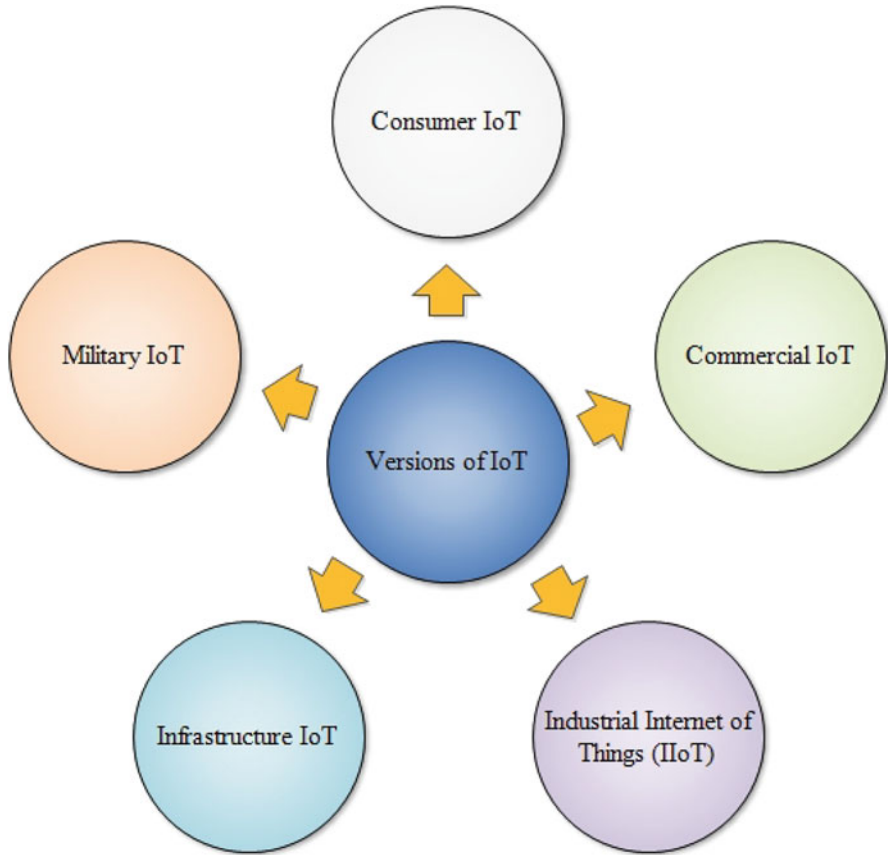 Consumer IoT
Military IoT
Commercial IoT
Versions of IoT
Infrastructure IoT
Industrial Internet of
Things (IIoT)